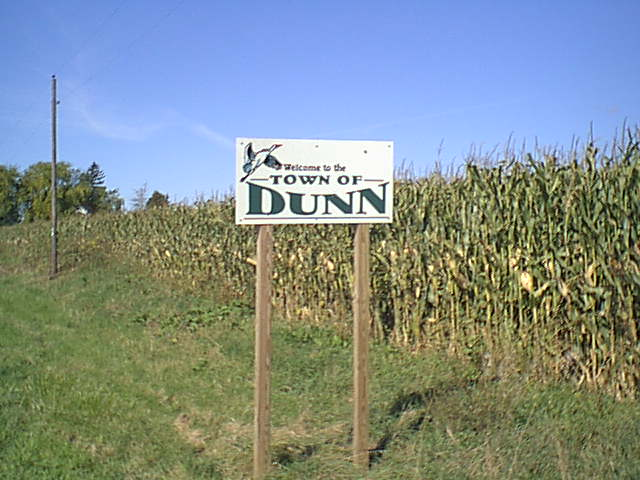 Welcome to the
TOWN OF
DUNN